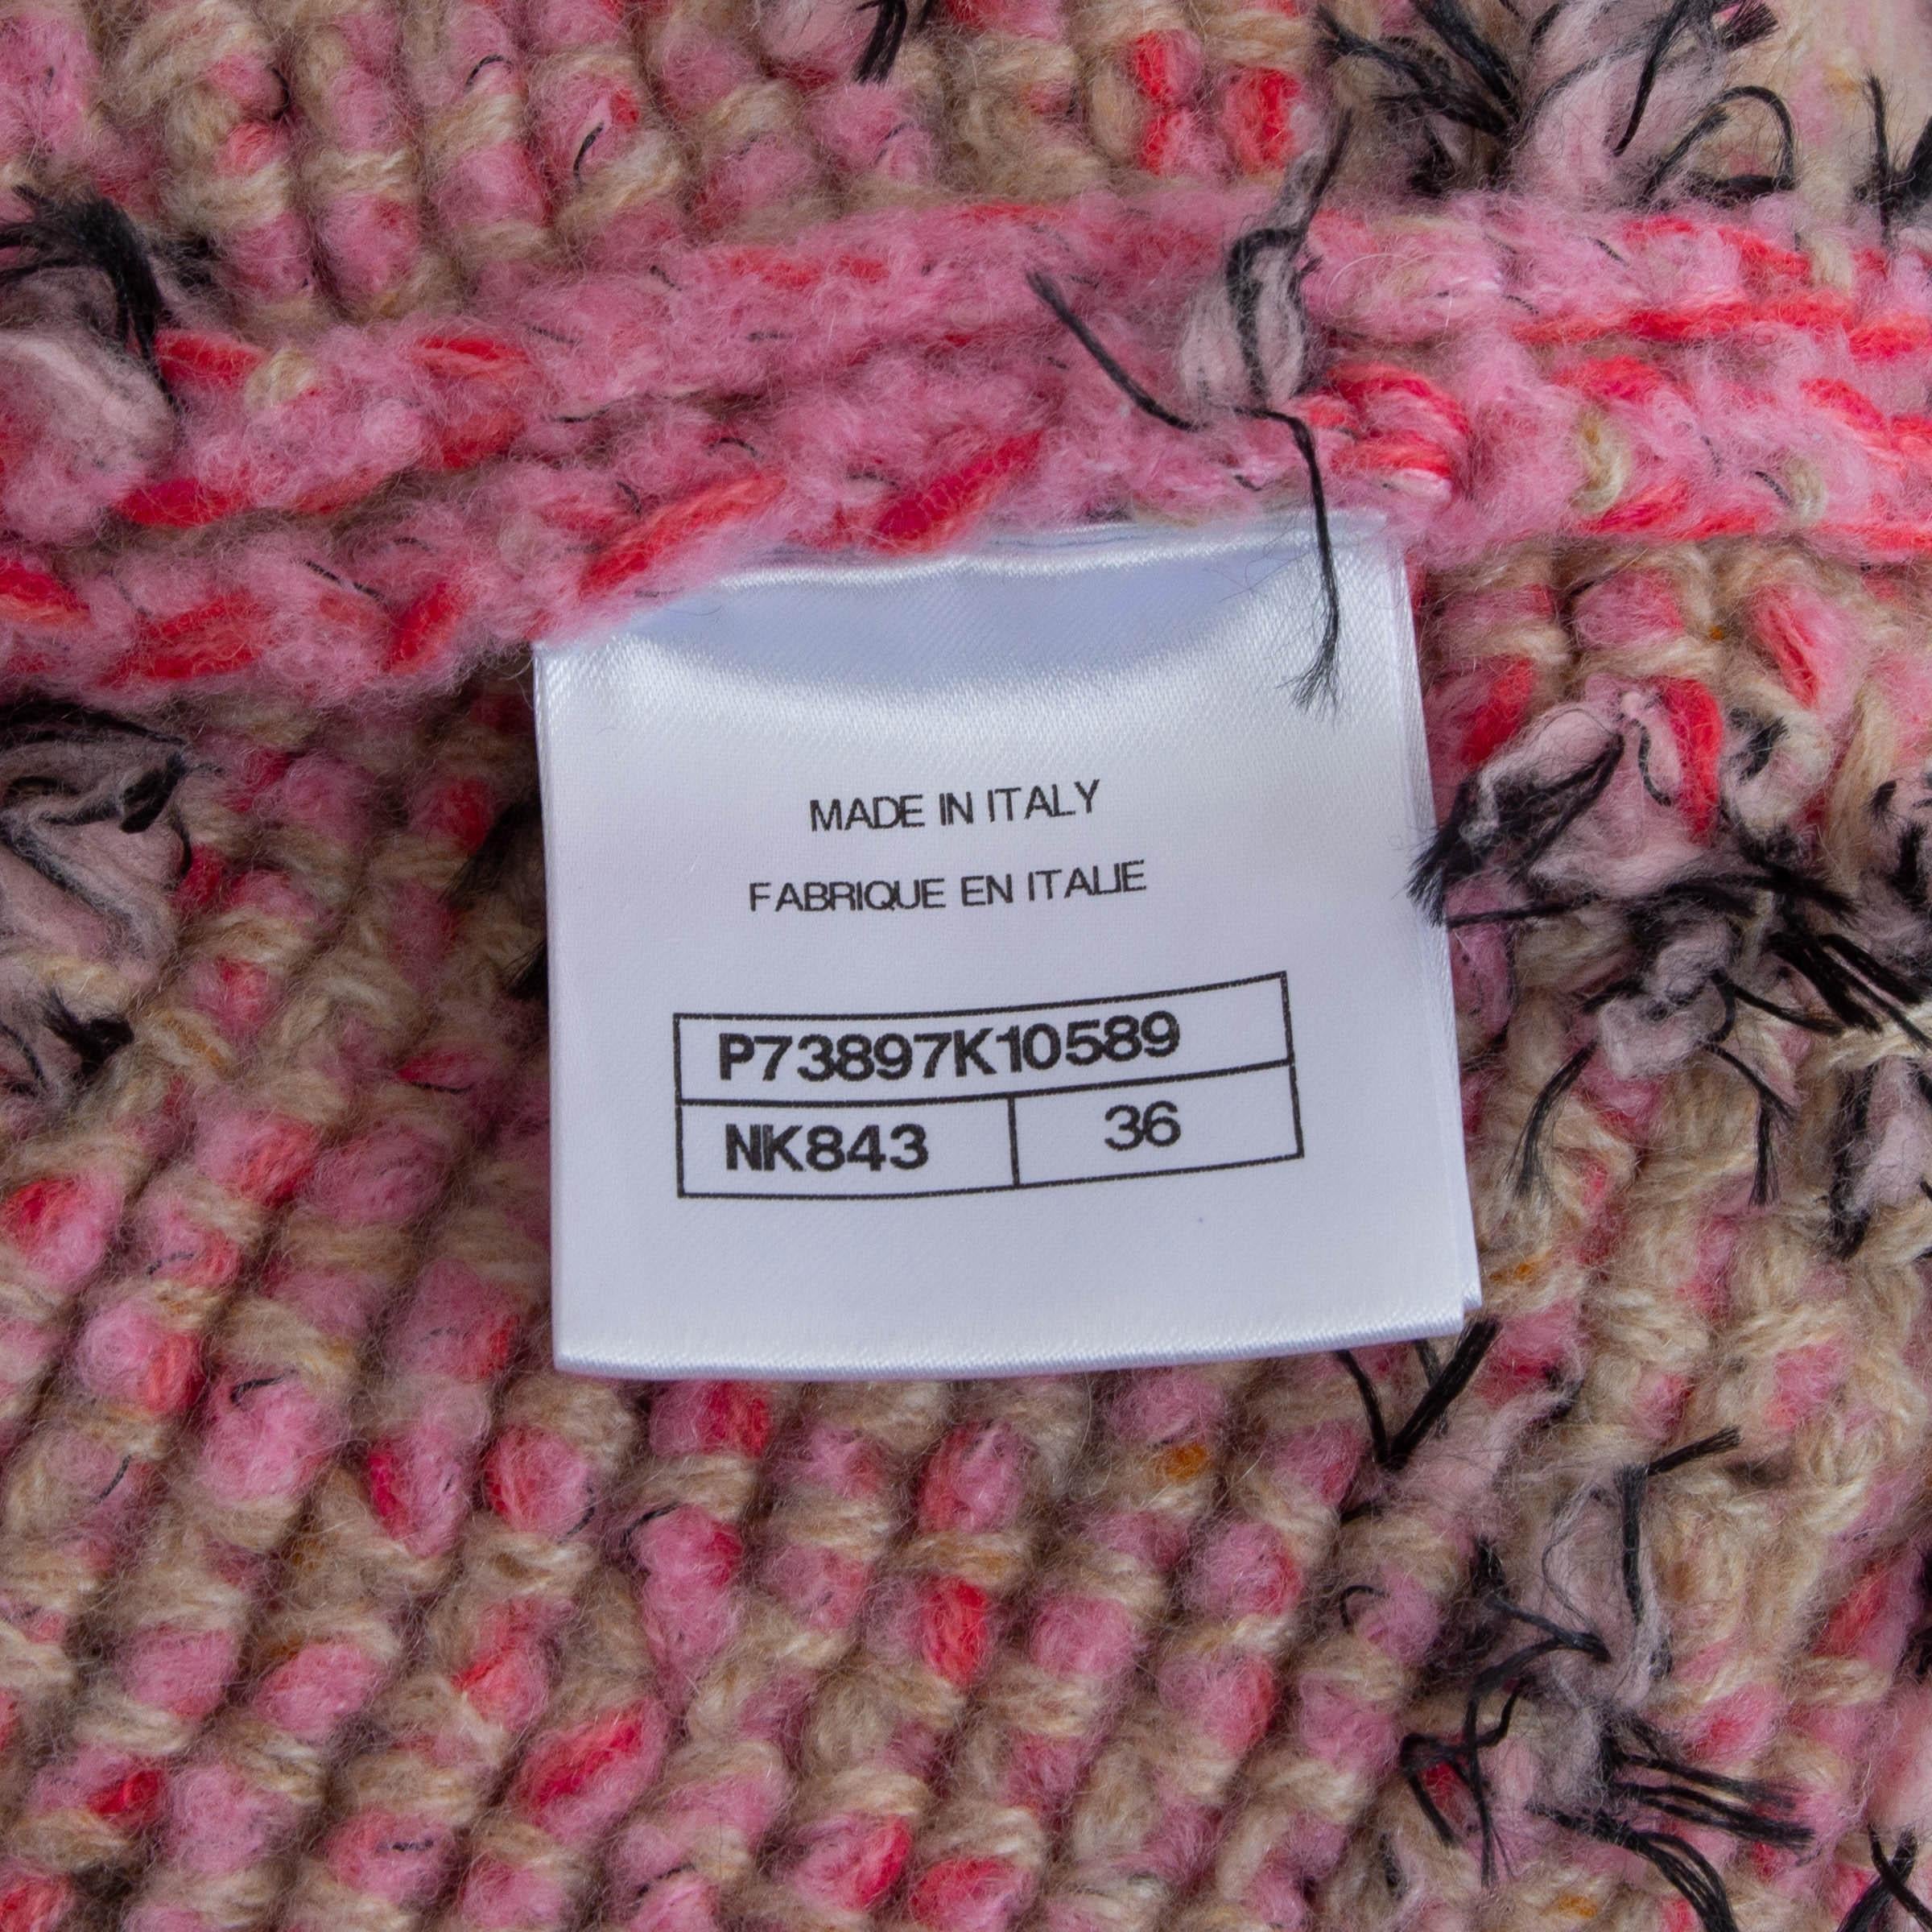 MADE IN ITALY
FABRIQUE EN ITALIE
P73897K10589
NK843 36